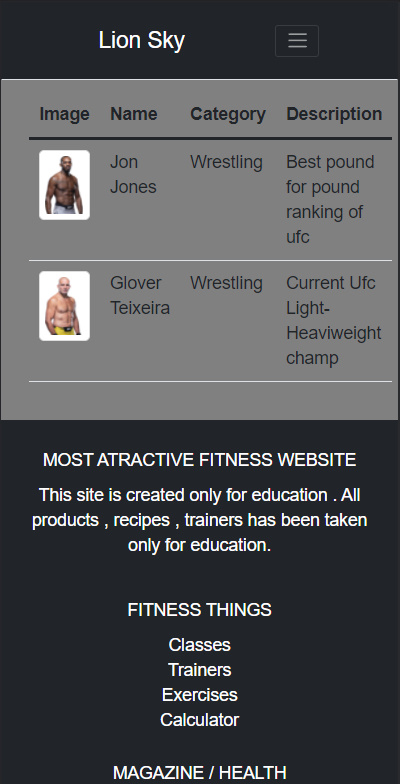 Lion Sky
Image Name Category Description
Jon Jones Wrestling Best pound for pound ranking of ufc
Glover Teixeira Wrestling Current Ufc Light-Heaviweight champ
MOST ATRACTIVE FITNESS WEBSITE
This site is created only for education . All
products , recipes , trainers has been taken
only for education.
FITNESS THINGS
Classes
Trainers
Exercises
Calculator
MAGAZINE / HEALTH